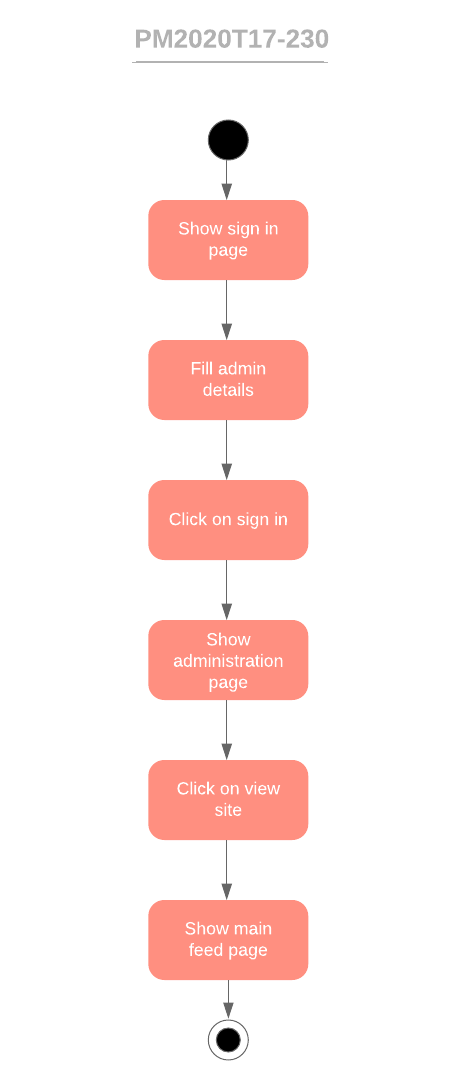 PM2020T17-230
Show sign in
page
Fill admin
details
Click on sign in
Show
administration
page
Click on view
site
Show main
feed page